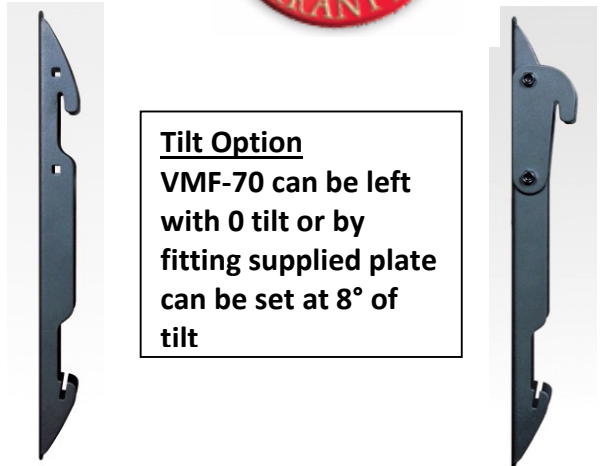 Tilt Option
VMF-70 can be left
with 0 tilt or by
fitting supplied plate
can be set at 8° of
tilt